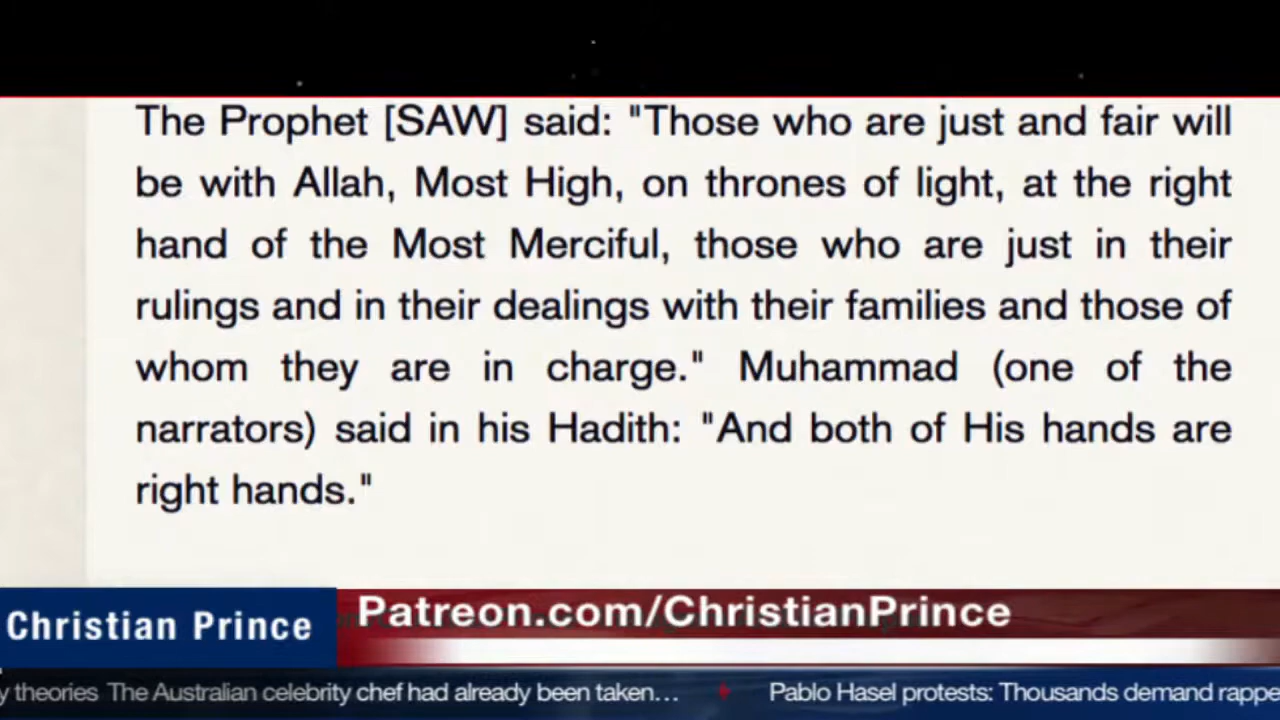 The Prophet [SAW] said: "Those who are just and fair will
be with Allah, Most High, on thrones of light, at the right
hand of the Most Merciful, those who are just in their
rulings and in their dealings with their families and those of
whom they are in charge." Muhammad (one of the
narrators) said in his Hadith: "And both of His hands are
right hands."
Christian Prince
Patreon.com/ChristianPrince
y theories The Australian celebrity chef had already been taken... Pablo Hasel protests: Thousands demand rappe